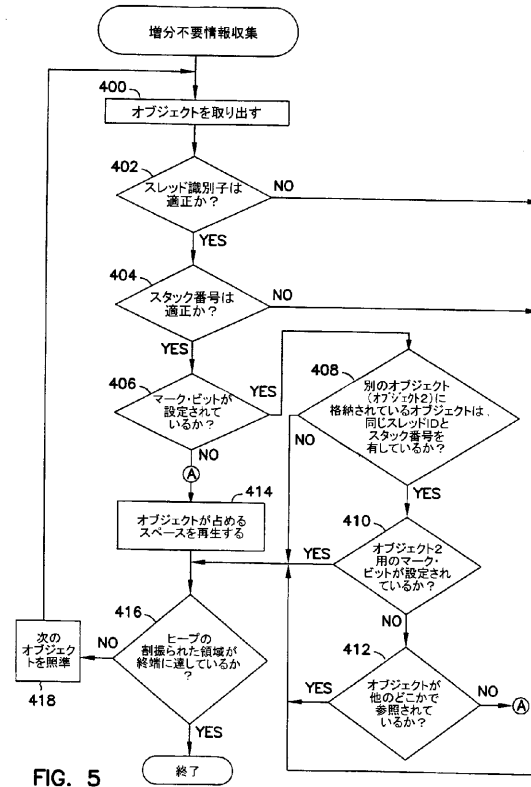 増分不要情報収集
400
オブジェクトを取り出す
402
スレッド識別子は
適正か?
NO
YES
404
スタック番号は
適正か?
NO
YES
406
マーク・ビットが
設定されて
いるか?
YES
NO
A
408
別のオブジェクト
(オブジェクト2)に
格納されているオブジェクトは、
同じスレッドIDと
スタック番号を
有しているか?
NO
YES
414
オブジェクトが占める
スペースを再生する
410
オブジェクト2
用のマーク・
ビットが設定されて
いるか?
YES
NO
416
ヒープの
割振られた領域が
終端に達しているか
?
NO
YES
次の
オブジェクト
を照準
418
412
オブジェクトが
他のどこかで
参照されて
いるか?
YES
NO
A
終了
FIG. 5